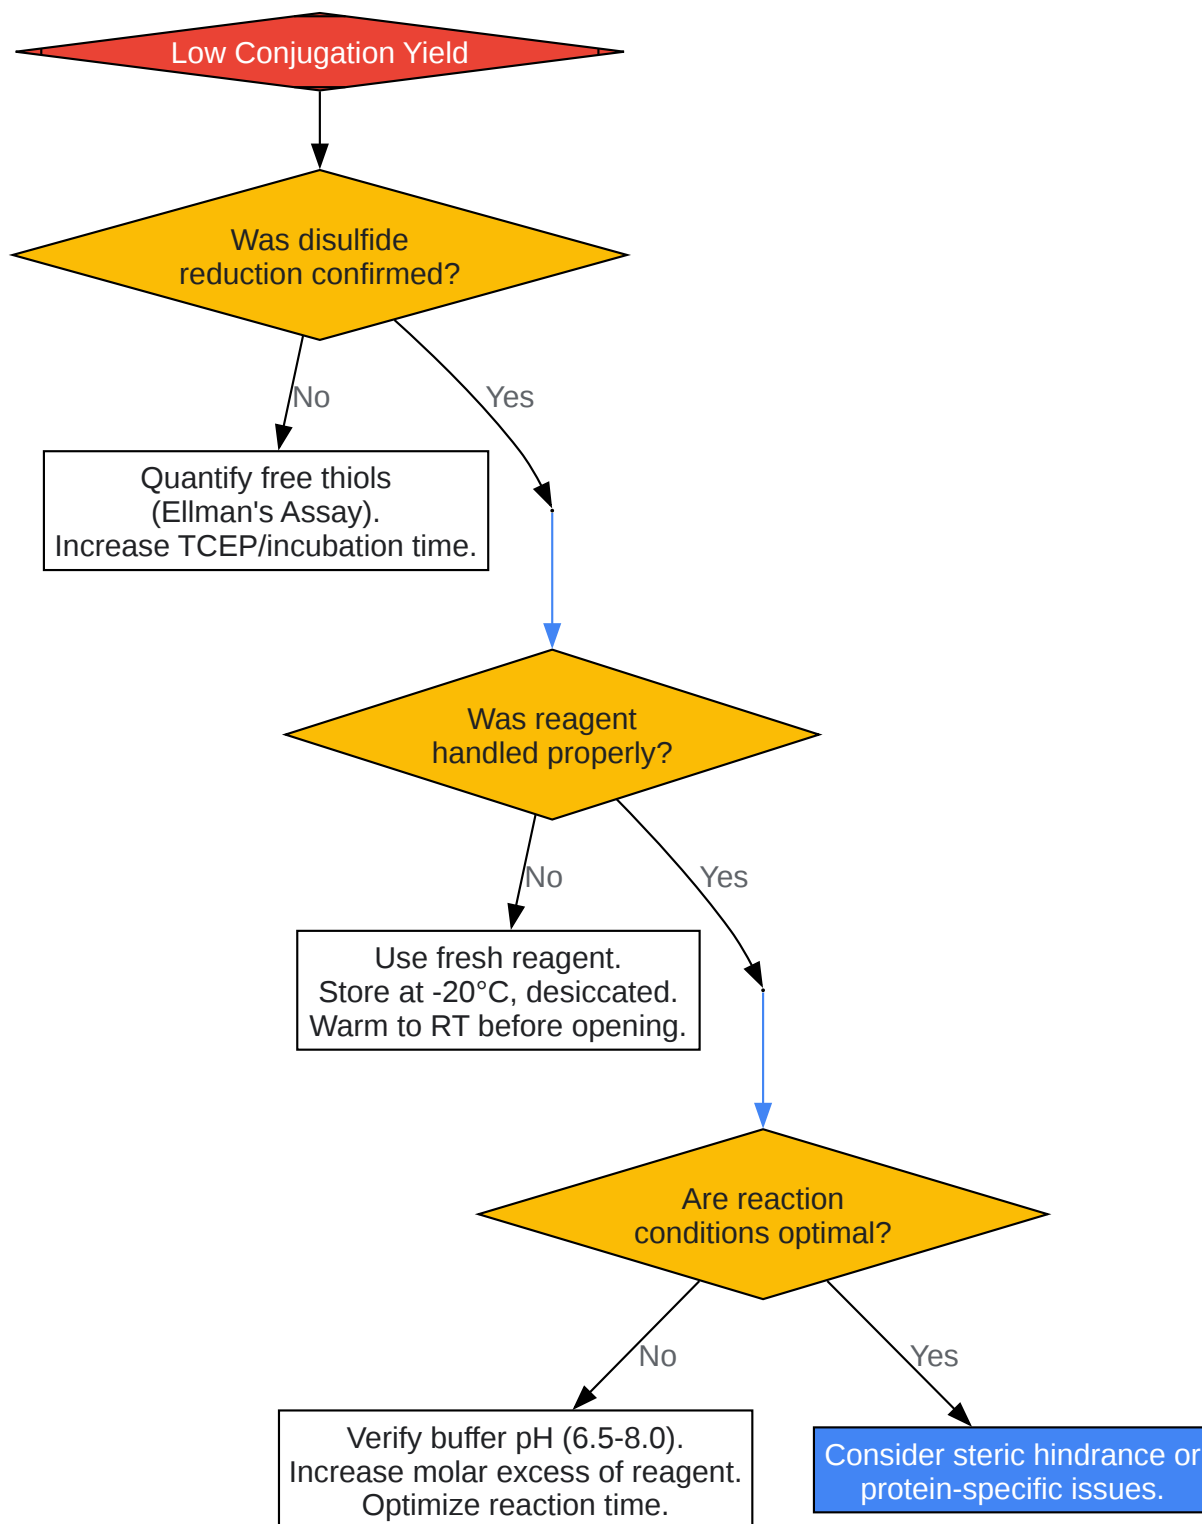 Low Conjugation Yield
Was disulfide
reduction confirmed?
No
Yes
Quantify free thiols
(Ellman's Assay).
Increase TCEP/incubation time.
Was reagent
handled properly?
No
Yes
Use fresh reagent.
Store at -20°C, desiccated.
Warm to RT before opening.
Are reaction
conditions optimal?
No
Yes
Verify buffer pH (6.5-8.0).
Increase molar excess of reagent.
Optimize reaction time.
Consider steric hindrance or
protein-specific issues.